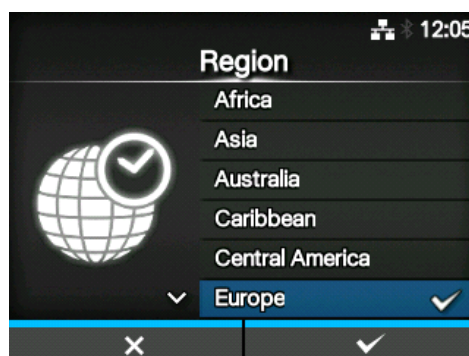 12:05
Region
Africa
Asia
Australia
Caribbean
Central America
Europe